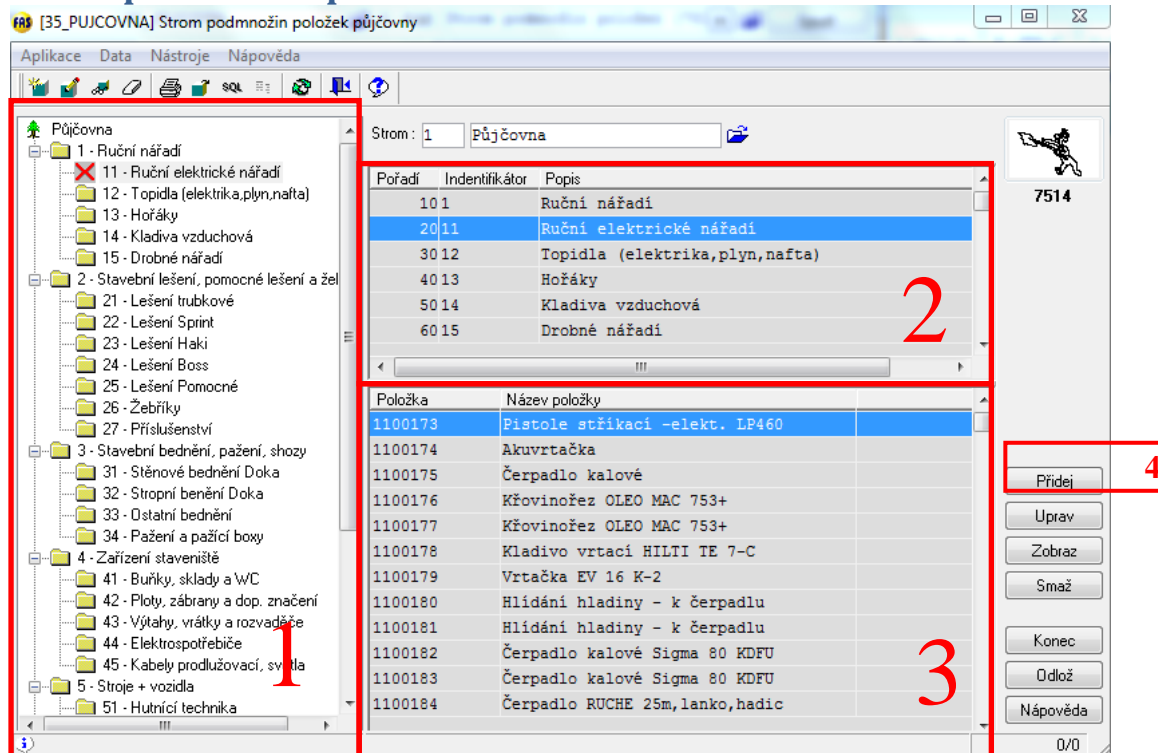 FAS [35_PUJCOVNA] Strom podmnožin položek půjčovny
Aplikace Data Nástroje Nápověda
SQL
Půjčovna
1 - Ruční nářadí
11 - Ruční elektrické nářadí
12 - Topidla (elektrika,plyn,nafta)
13 - Hořáky
14 - Kladiva vzduchová
15 - Drobné nářadí
2 - Stavební lešení, pomocné lešení a žel
21 - Lešení trubkové
22 - Lešení Sprint
23 - Lešení Haki
24 - Lešení Boss
25 - Lešení Pomocné
26 - Žebříky
27 - Příslušenství
3 - Stavební bednění, pažení, shozy
31 - Stěnové bednění Doka
32 - Stropní benění Doka
33 - Ostatní bednění
34 - Pažení a pažící boxy
4 - Zařízení staveniště
41 - Buňky, sklady a WC
42 - Ploty, zábrany a dop. značení
43 - Výtahy, vrátky a rozvaděče
44 - Elektrospotřebiče
45 - Kabely prodlužovací, světla
5 - Stroje + vozidla
51 - Hutnící technika
1
Strom : 1 Půjčovna
Pořadí Indentifikátor Popis
10 1 Ruční nářadí
20 11 Ruční elektrické nářadí
30 12 Topidla (elektrika,plyn,nafta)
40 13 Hořáky
50 14 Kladiva vzduchová
60 15 Drobné nářadí
2
Položka Název položky
1100173 Pistole stříkací -elekt. LP460
1100174 Akuvrtačka
1100175 Čerpadlo kalové
1100176 Křovinořez OLEO MAC 753+
1100177 Křovinořez OLEO MAC 753+
1100178 Kladivo vrtací HILTI TE 7-C
1100179 Vrtačka EV 16 K-2
1100180 Hlídání hladiny - k čerpadlu
1100181 Hlídání hladiny - k čerpadlu
1100182 Čerpadlo kalové Sigma 80 KDFU
1100183 Čerpadlo kalové Sigma 80 KDFU
1100184 Čerpadlo RUCHE 25m,lanko,hadic
3
7514
Přidej
4
Uprav
Zobraz
Smaž
Konec
Odlož
Nápověda
0/0